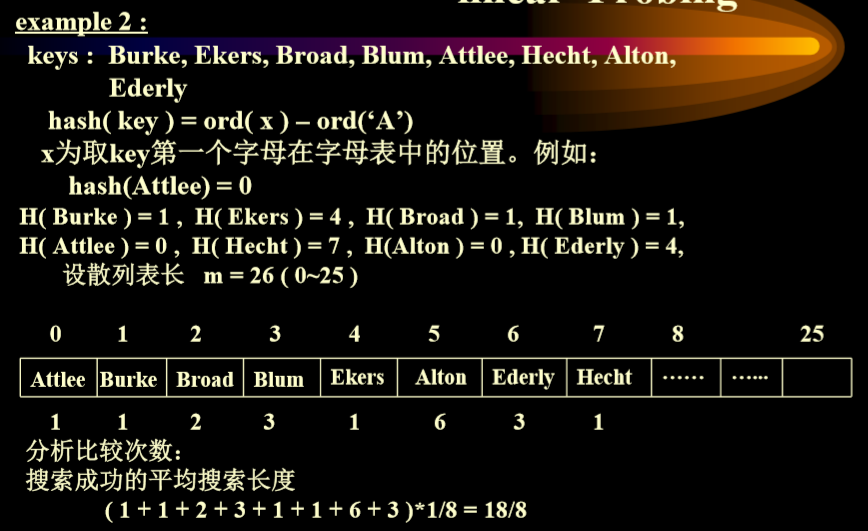 linear Probing
example 2 :
keys : Burke, Ekers, Broad, Blum, Attlee, Hecht, Alton,
Ederly
hash( key ) = ord( x ) – ord(‘A’)
x为取key第一个字母在字母表中的位置。例如：
hash(Attlee) = 0
H( Burke ) = 1 , H( Ekers ) = 4 , H( Broad ) = 1, H( Blum ) = 1,
H( Attlee ) = 0 , H( Hecht ) = 7 , H(Alton ) = 0 , H( Ederly ) = 4,
设散列表长 m = 26 ( 0~25 )
0 1 2 3 4 5 6 7 8 25
Attlee Burke Broad Blum Ekers Alton Ederly Hecht …… ……
1 1 2 3 1 6 3 1
分析比较次数：
搜索成功的平均搜索长度
( 1 + 1 + 2 + 3 + 1 + 1 + 6 + 3 )*1/8 = 18/8